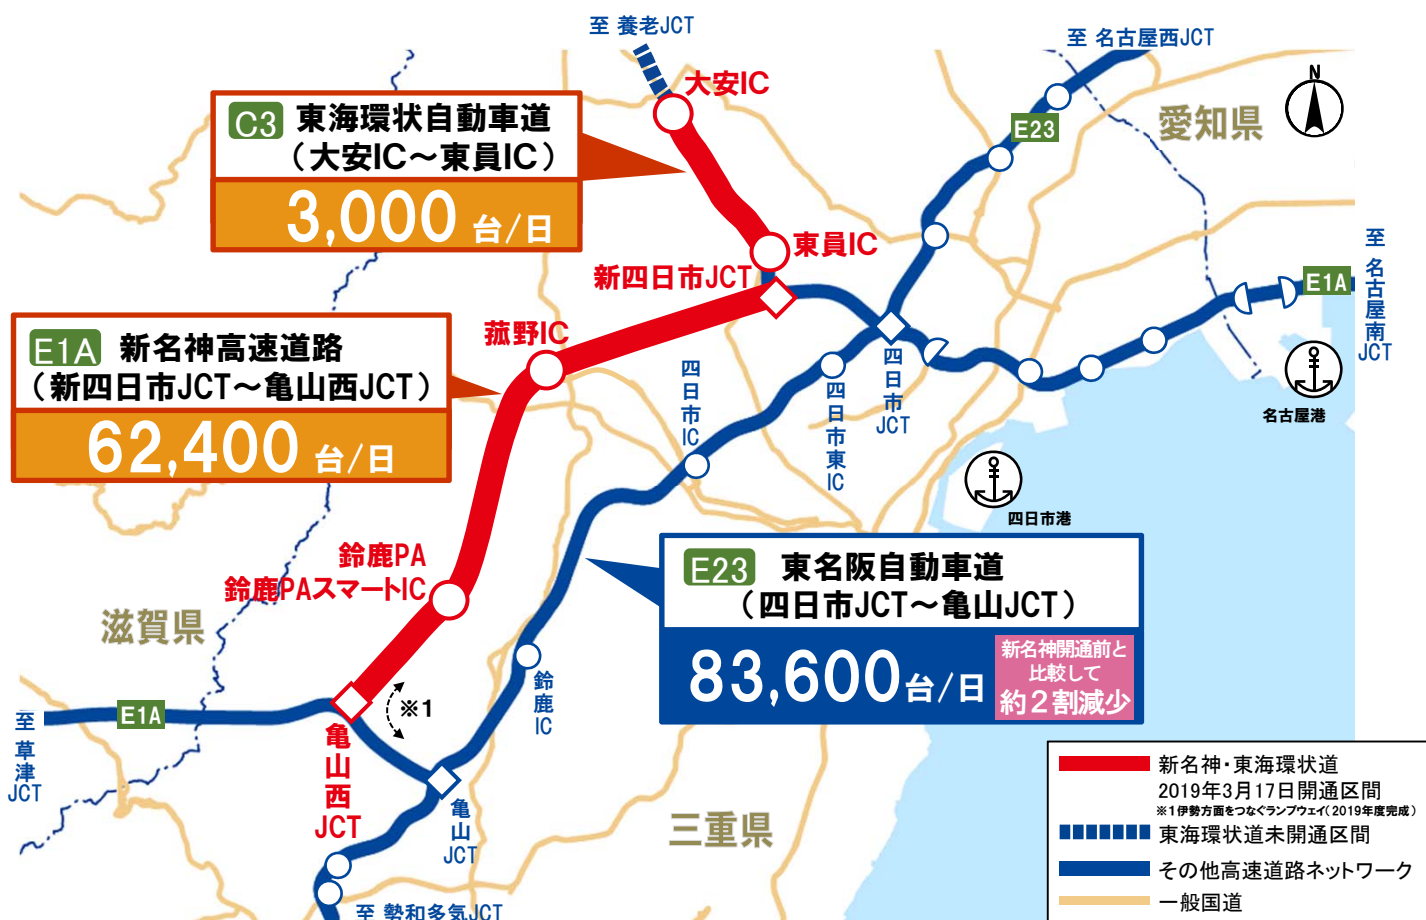 至 養老JCT
至 名古屋西JCT
大安IC
N
愛知県
E23
C3 東海環状自動車道
（大安IC～東員IC）
3,000 台/日
東員IC
新四日市JCT
至 名古屋南JCT
E1A
E1A 新名神高速道路
（新四日市JCT～亀山西JCT）
62,400 台/日
菰野IC
四日市IC
四日市東IC
四日市JCT
名古屋港
四日市港
鈴鹿PA
鈴鹿PAスマートIC
滋賀県
E23 東名阪自動車道
（四日市JCT～亀山JCT）
83,600台/日
新名神開通前と
比較して
約2割減少
鈴鹿IC
※1
E1A
至 草津JCT
亀山西JCT
亀山JCT
三重県
至 勢和多気JCT
新名神・東海環状道
2019年3月17日開通区間
※1伊勢方面をつなぐランプウェイ(2019年度完成)
東海環状道未開通区間
その他高速道路ネットワーク
一般国道